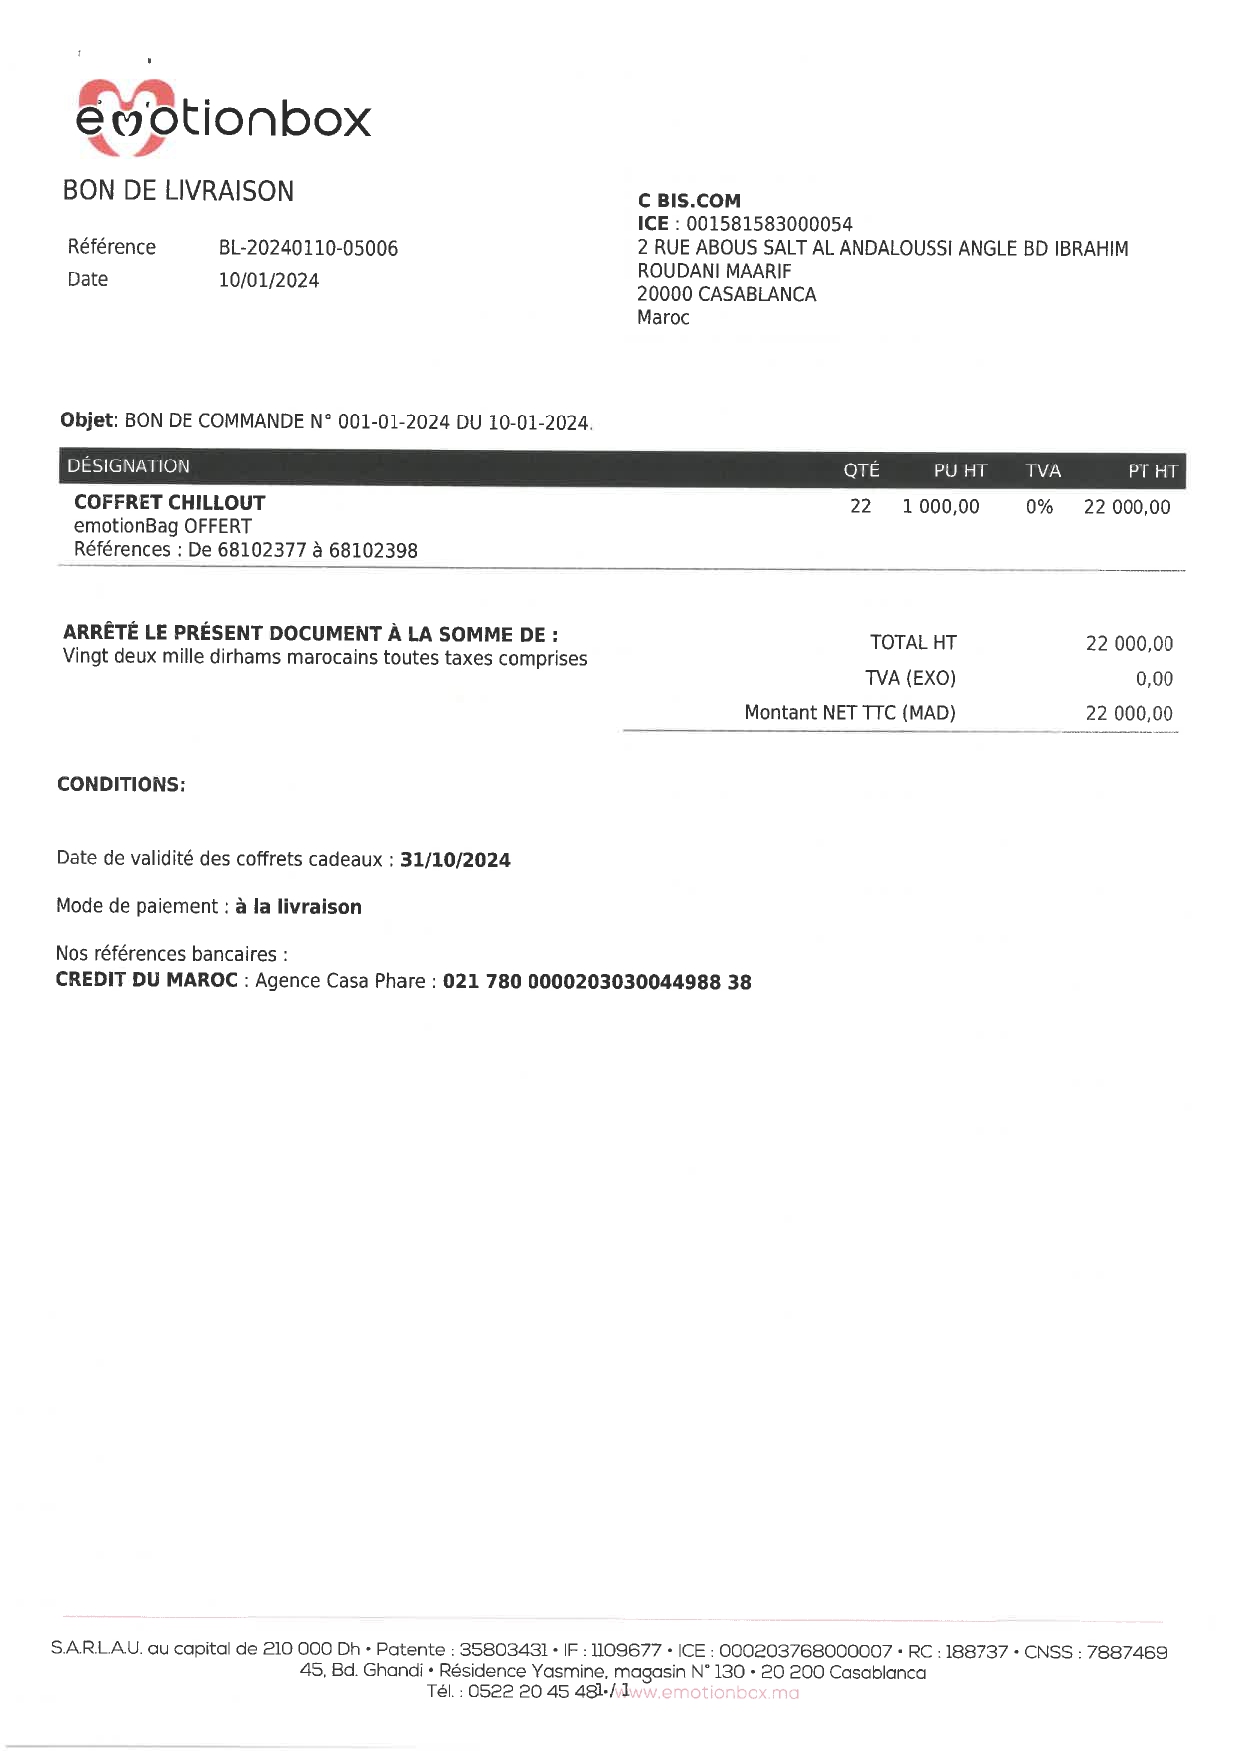 emotionbox
BON DE LIVRAISON
Référence BL-20240110-05006
Date 10/01/2024
C BIS.COM
ICE : 001581583000054
2 RUE ABOUS SALT AL ANDALOUSSI ANGLE BD IBRAHIM
ROUDANI MAARIF
20000 CASABLANCA
Maroc
Objet: BON DE COMMANDE N° 001-01-2024 DU 10-01-2024.
DÉSIGNATION QTÉ PU HT TVA PT HT
COFFRET CHILLOUT 22 1 000,00 0% 22 000,00
emotionBag OFFERT
Références : De 68102377 à 68102398
ARRÊTÉ LE PRÉSENT DOCUMENT À LA SOMME DE :
Vingt deux mille dirhams marocains toutes taxes comprises
TOTAL HT 22 000,00
TVA (EXO) 0,00
Montant NET TTC (MAD) 22 000,00
CONDITIONS:
Date de validité des coffrets cadeaux : 31/10/2024
Mode de paiement : à la livraison
Nos références bancaires :
CREDIT DU MAROC : Agence Casa Phare : 021 780 0000203030044988 38
S.A.R.L.A.U. au capital de 210 000 Dh • Patente : 35803431 • IF : 1109677 • ICE : 000203768000007 • RC : 188737 • CNSS : 7887469
45, Bd. Ghandi • Résidence Yasmine, magasin N° 130 • 20 200 Casablanca
Tél. : 0522 20 45 48 • www.emotionbox.ma
1 / 1